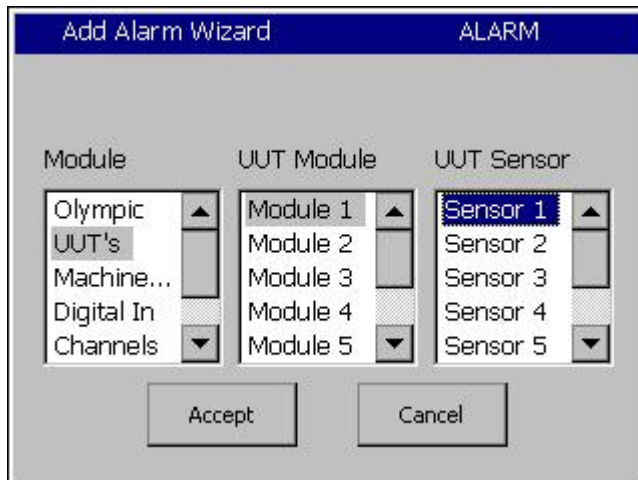 Add Alarm Wizard ALARM
Module UUT Module UUT Sensor
Olympic Module 1 Sensor 1
UUT's Module 2 Sensor 2
Machine... Module 3 Sensor 3
Digital In Module 4 Sensor 4
Channels Module 5 Sensor 5
Accept Cancel